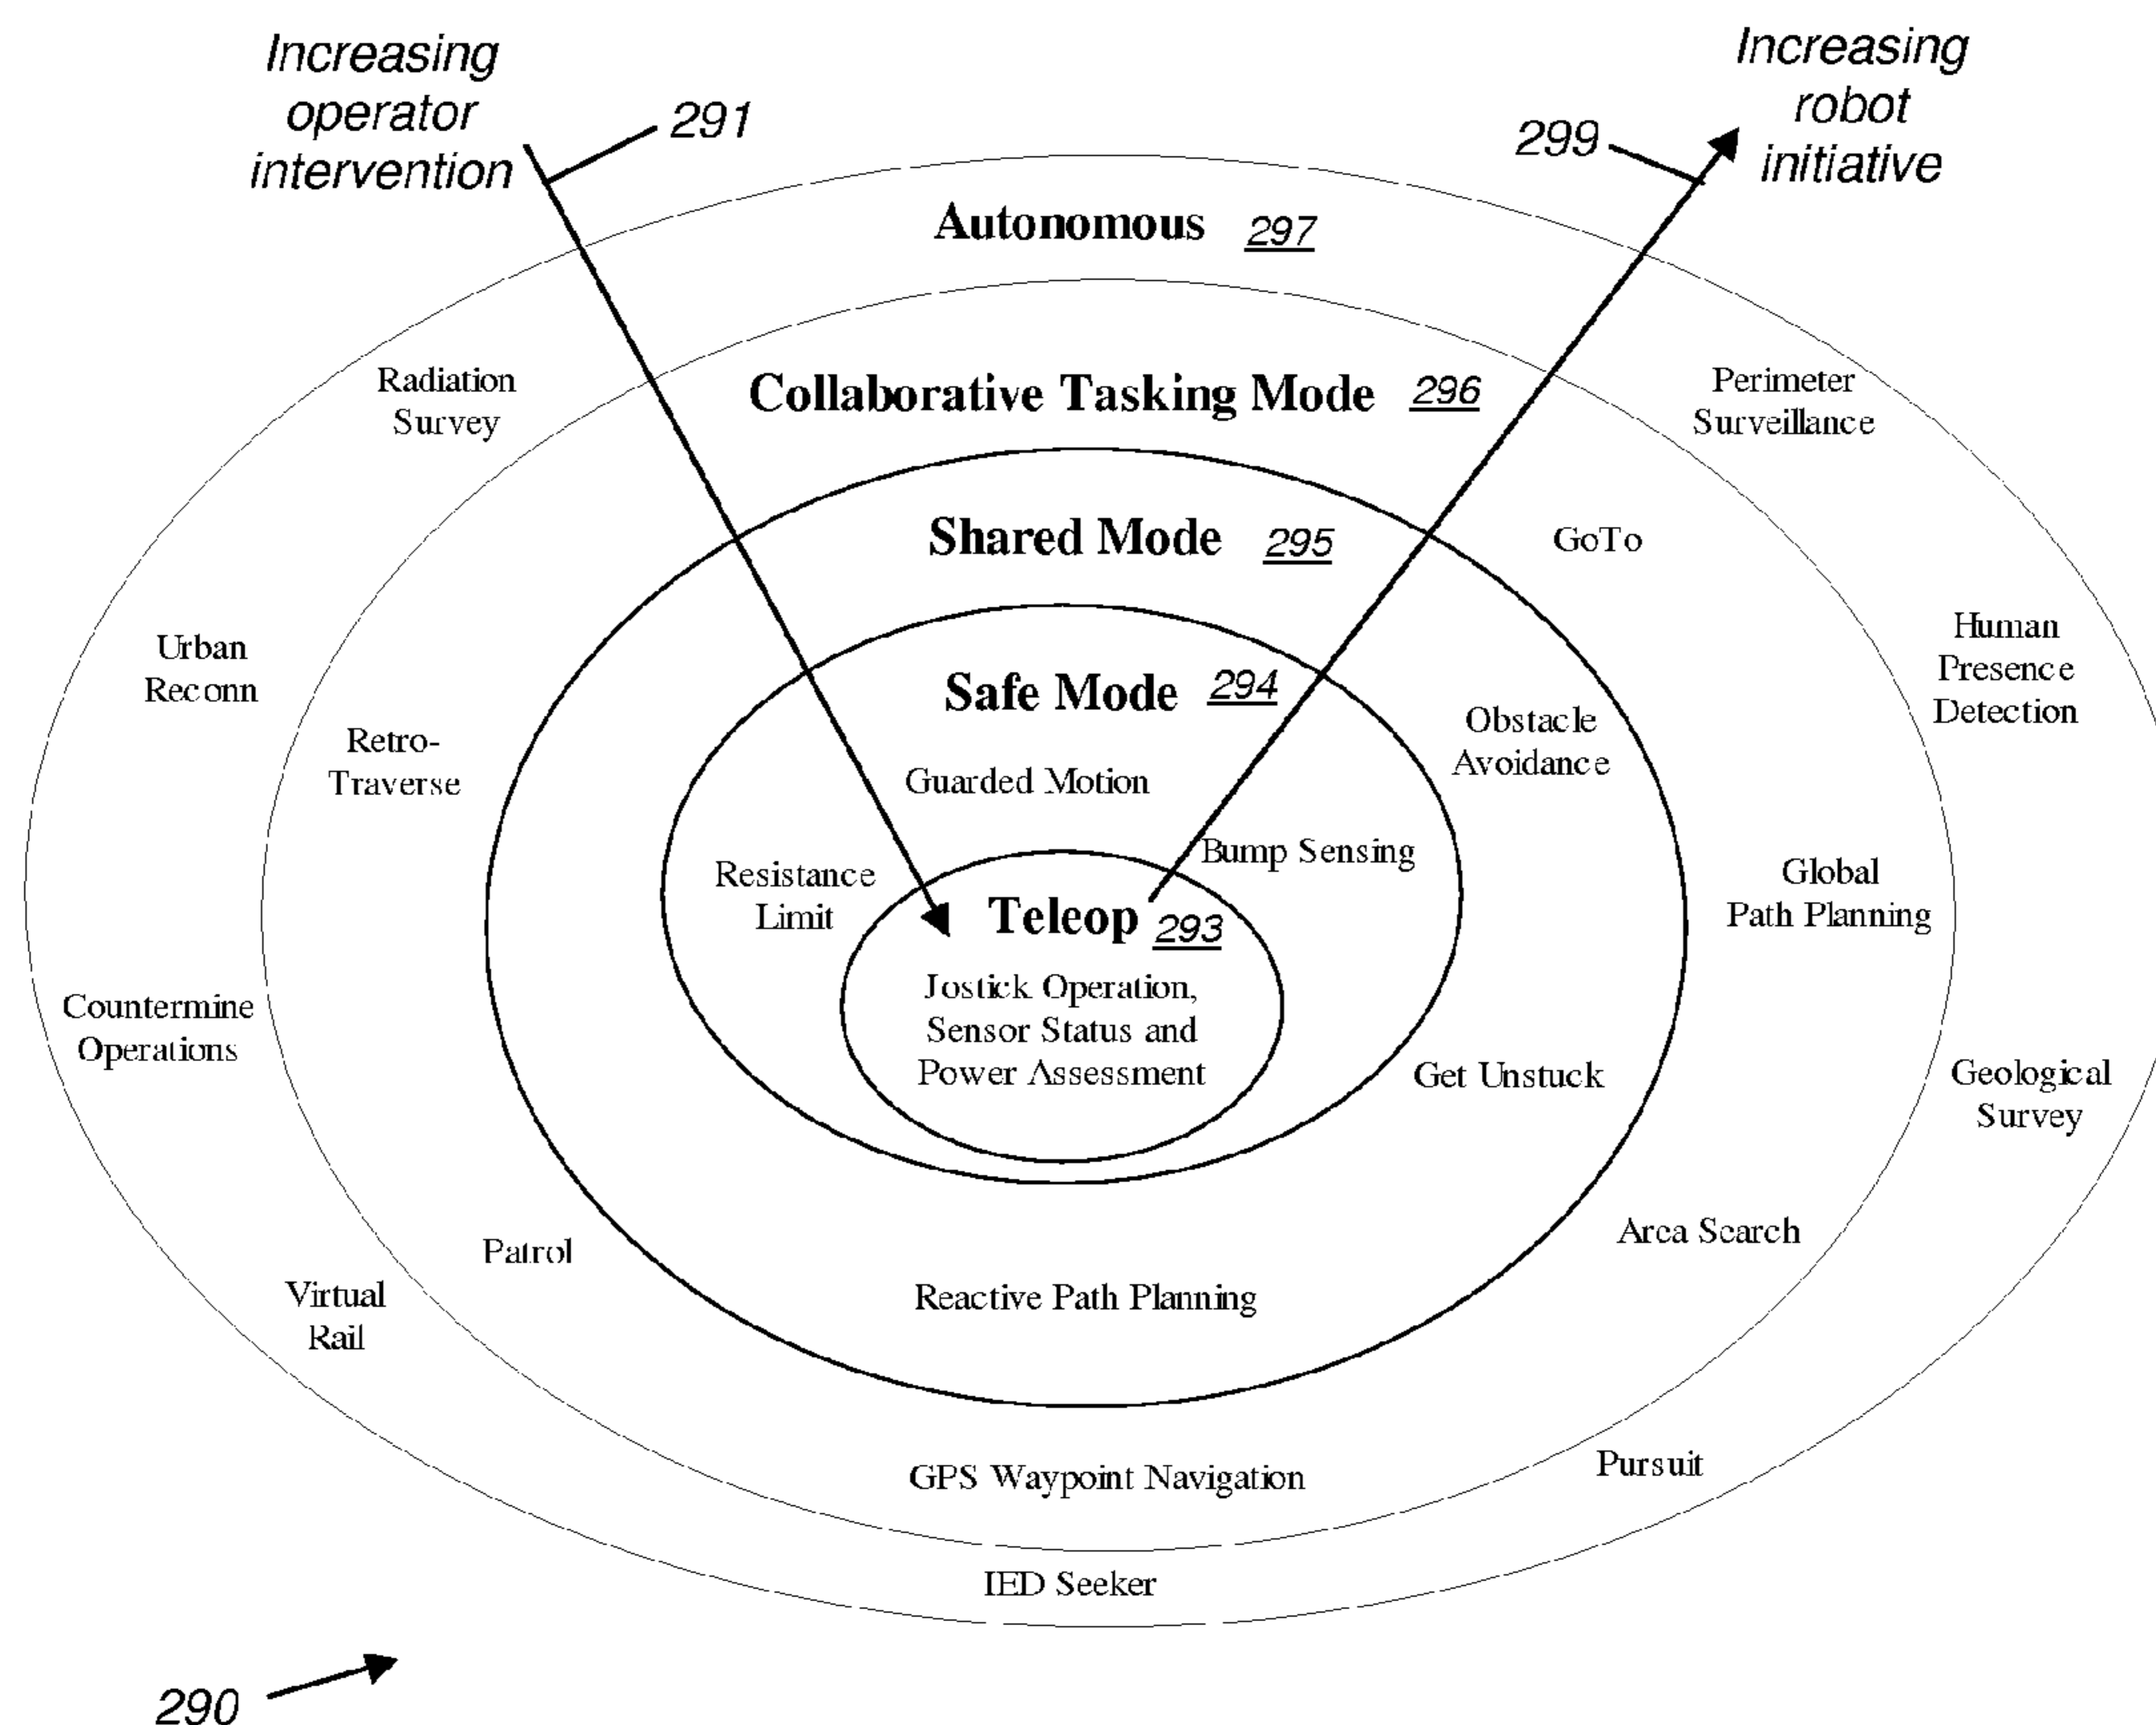 Increasing
operator
intervention
291
Increasing
robot
initiative
299
Autonomous 297
Radiation
Survey
Collaborative Tasking Mode 296
Perimeter
Surveillance
Shared Mode 295
GoTo
Urban
Reconn
Human
Presence
Detection
Safe Mode 294
Retro-
Traverse
Obstacle
Avoidance
Guarded Motion
Bump Sensing
Resistance
Limit
Global
Path Planning
Teleop 293
Jostick Operation,
Sensor Status and
Power Assessment
Countermine
Operations
Get Unstuck
Geological
Survey
Area Search
Patrol
Virtual
Rail
Reactive Path Planning
GPS Waypoint Navigation
Pursuit
IED Seeker
290